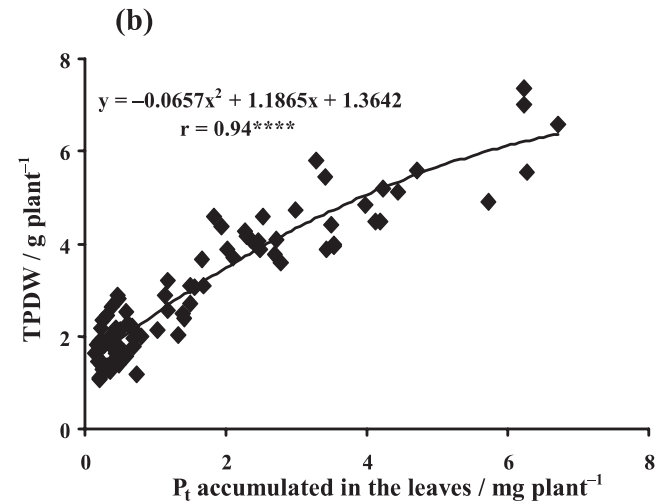 (b)
8
y = –0.0657x² + 1.1865x + 1.3642
r = 0.94****
6
TPDW / g plant⁻¹
4
2
0
0 2 4 6 8
Pₜ accumulated in the leaves / mg plant⁻¹